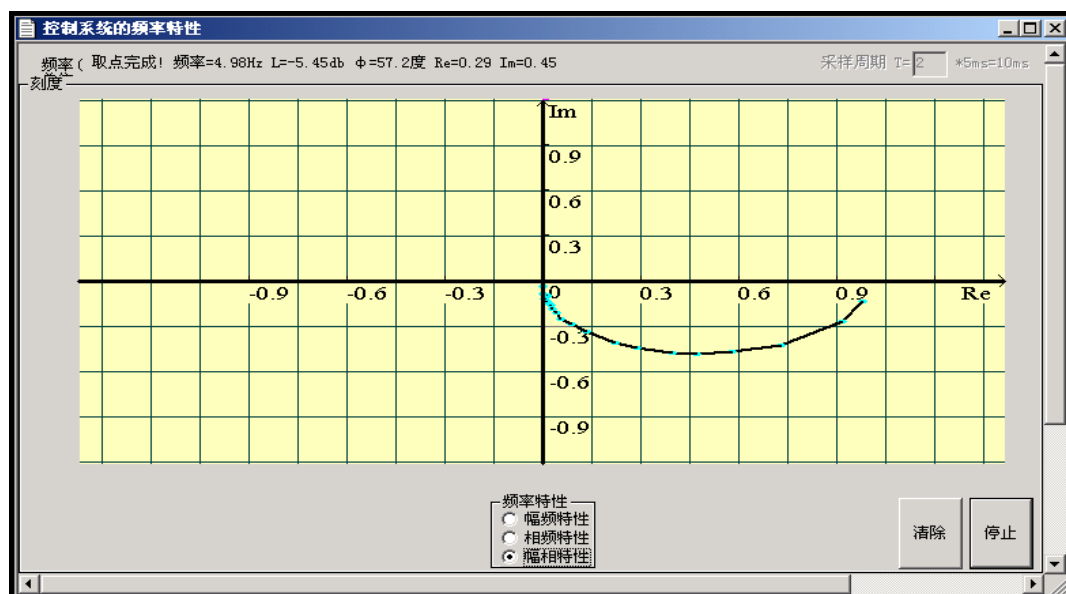 控制系统的频率特性
频率( 取点完成! 频率=4.98Hz L=-5.45db φ=57.2度 Re=0.29 Im=0.45
采样周期 T= 2 *5ms=10ms
刻度
Im
0.9
0.6
0.3
-0.9 -0.6 -0.3 0 0.3 0.6 0.9 Re
-0.3
-0.6
-0.9
频率特性
幅频特性
相频特性
幅相特性
清除 停止